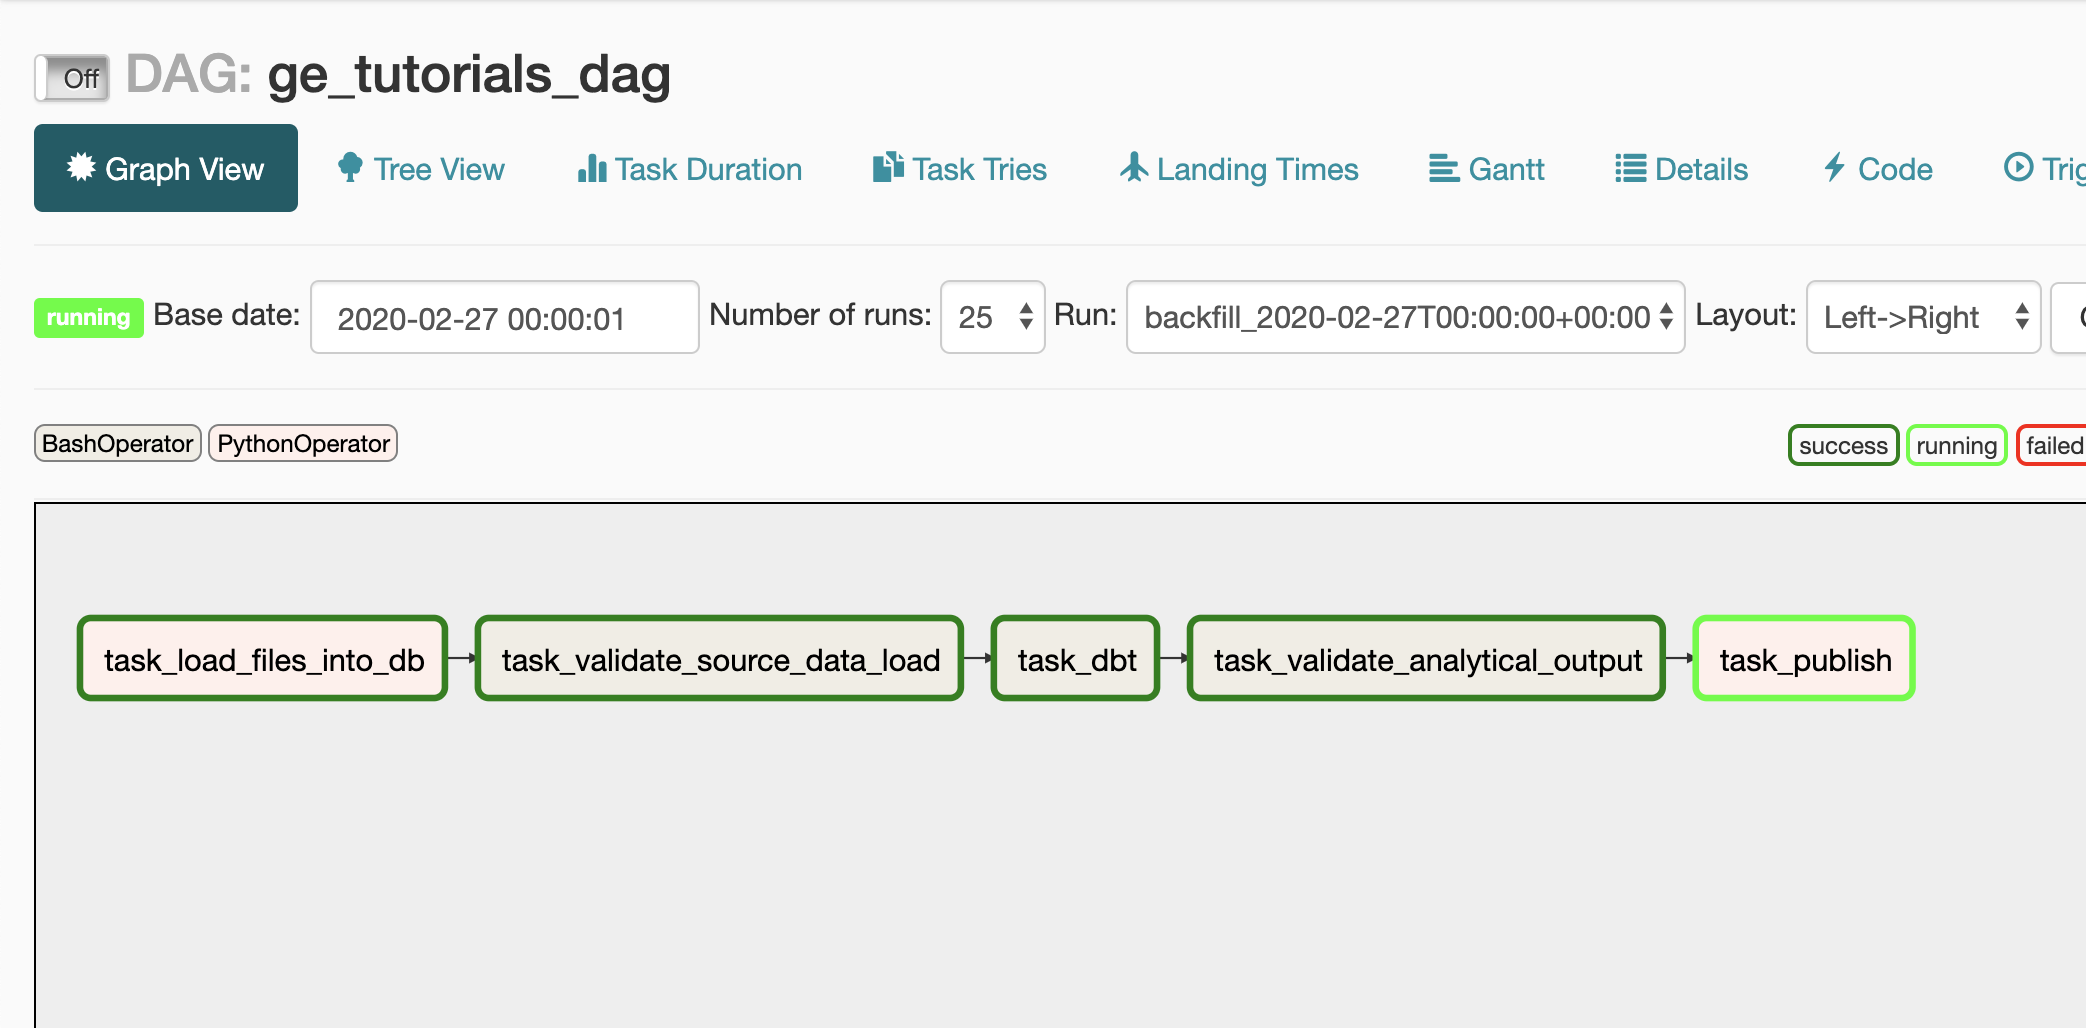 Off DAG: ge_tutorials_dag
Graph View Tree View Task Duration Task Tries Landing Times Gantt Details Code
running Base date: 2020-02-27 00:00:01 Number of runs: 25 Run: backfill_2020-02-27T00:00:00+00:00 Layout: Left->Right
BashOperator PythonOperator success running failed
task_load_files_into_db task_validate_source_data_load task_dbt task_validate_analytical_output task_publish